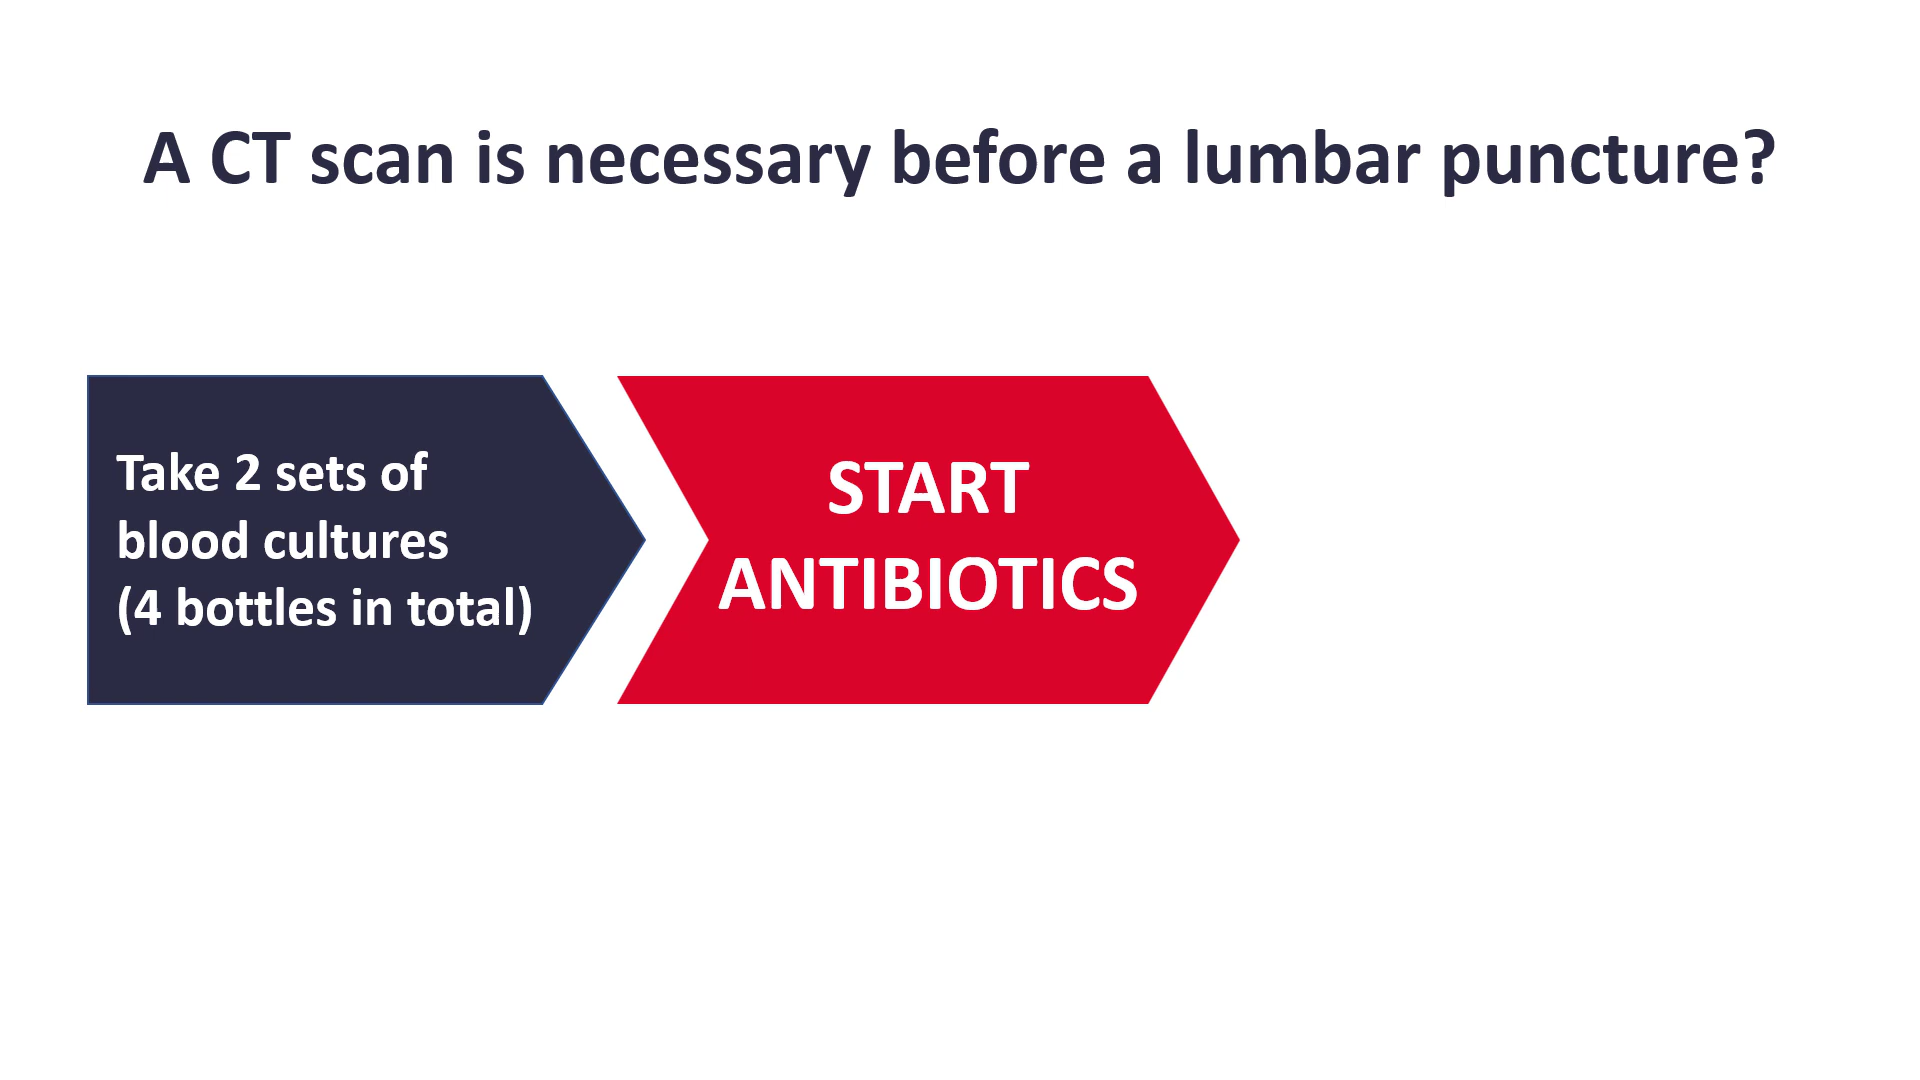 A CT scan is necessary before a lumbar puncture?
Take 2 sets of
blood cultures
(4 bottles in total)
START
ANTIBIOTICS